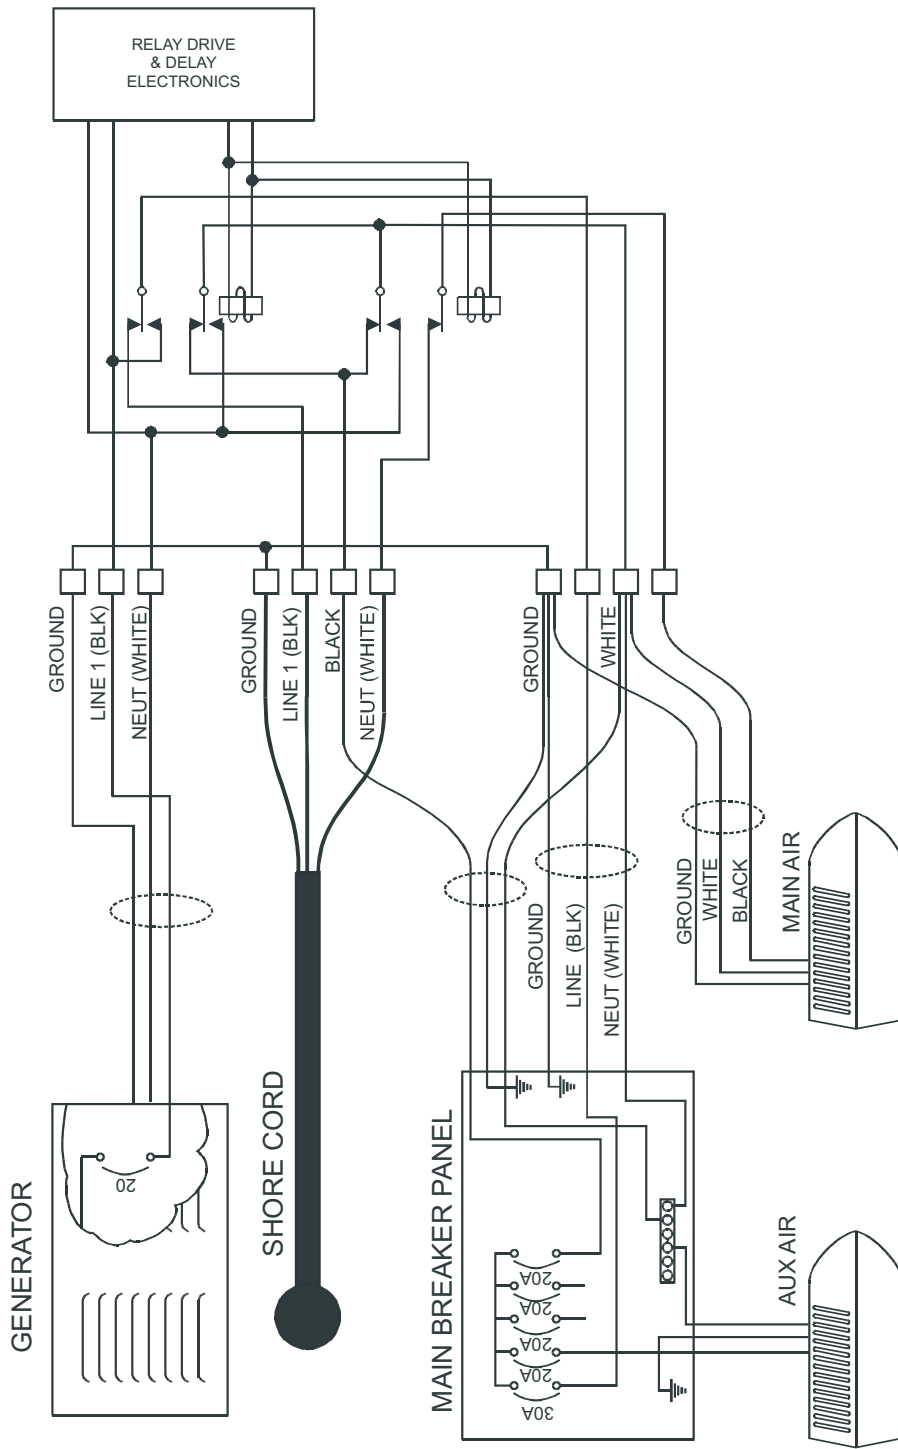 RELAY DRIVE
& DELAY
ELECTRONICS
GROUND
LINE 1 (BLK)
NEUT (WHITE)
GROUND
LINE 1 (BLK)
BLACK
NEUT (WHITE)
GROUND
WHITE
GROUND
LINE (BLK)
NEUT (WHITE)
GROUND
WHITE
BLACK
MAIN AIR
GENERATOR
20
SHORE CORD
MAIN BREAKER PANEL
20A
20A
20A
20A
30A
AUX AIR